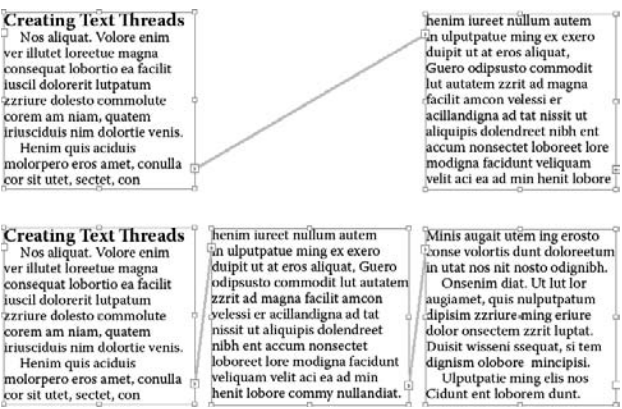 Creating Text Threads
Nos aliquat. Volore enim
ver illutet loreetue magna
consequat lobortio ea facilit
iuscil dolorerit lutpatum
zzriure dolesto commolute
corem am niam, quatem
iriusciduis nim dolortie venis.
Henim quis aciduis
molorpero eros amet, conulla
cor sit utet, sectet, con
henim iureet nullum autem
in ulputpatue ming ex exero
duipit ut at eros aliquat,
Guero odipsusto commodit
lut autatem zzrit ad magna
facilit amcon velessi er
acillandigna ad tat nissit ut
aliquipis dolendreet nibh ent
accum nonsectet loboreet lore
modigna facidunt veliquam
velit aci ea ad min henit lobore
Creating Text Threads
Nos aliquat. Volore enim
ver illutet loreetue magna
consequat lobortio ea facilit
iuscil dolorerit lutpatum
zzriure dolesto commolute
corem am niam, quatem
iriusciduis nim dolortie venis.
Henim quis aciduis
molorpero eros amet, conulla
cor sit utet, sectet, con
henim iureet nullum autem
in ulputpatue ming ex exero
duipit ut at eros aliquat, Guero
odipsusto commodit lut autatem
zzrit ad magna facilit amcon
velessi er acillandigna ad tat
nissit ut aliquipis dolendreet
nibh ent accum nonsectet
loboreet lore modigna facidunt
veliquam velit aci ea ad min
henit lobore commy nullandiat.
Minis augait utem ing erosto
conse volortis dunt doloreetum
in utat nos nit nosto odignibh.
Onsenim diat. Ut lut lor
augiamet, quis nulputpatum
dipisim zzriure ming eriure
dolor onsectem zzrit luptat.
Duisit wisseni ssequat, si tem
dignism olobore mincipisi.
Ulputpatie ming elis nos
Cidunt ent loborem dunt.